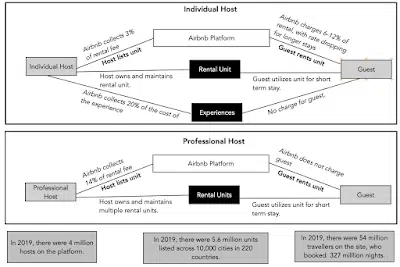 Individual Host
Airbnb collects 3%
of rental fee
Host lists unit
Airbnb Platform
Airbnb charges 6-12% of
rental, with rate dropping
for longer stays
Guest rents unit
Individual Host
Rental Unit
Guest
Host owns and maintains
rental unit.
Guest utilizes unit for short
term stay.
Airbnb collects 20% of the cost of
the experience
Experiences
No charge for guest.
Professional Host
Airbnb collects
14% of rental fee
Host lists unit
Airbnb Platform
Airbnb does not charge
guest
Guest rents unit
Professional
Host
Rental Units
Guest
Host owns and maintains
multiple rental units.
Guest utilizes unit for short
term stay.
In 2019, there were 4 million
hosts on the platform.
In 2019, there were 5.6 million units
listed across 10,000 cities in 220
countries.
In 2019, there were 54 million
travellers on the site, who
booked. 327 million nights.